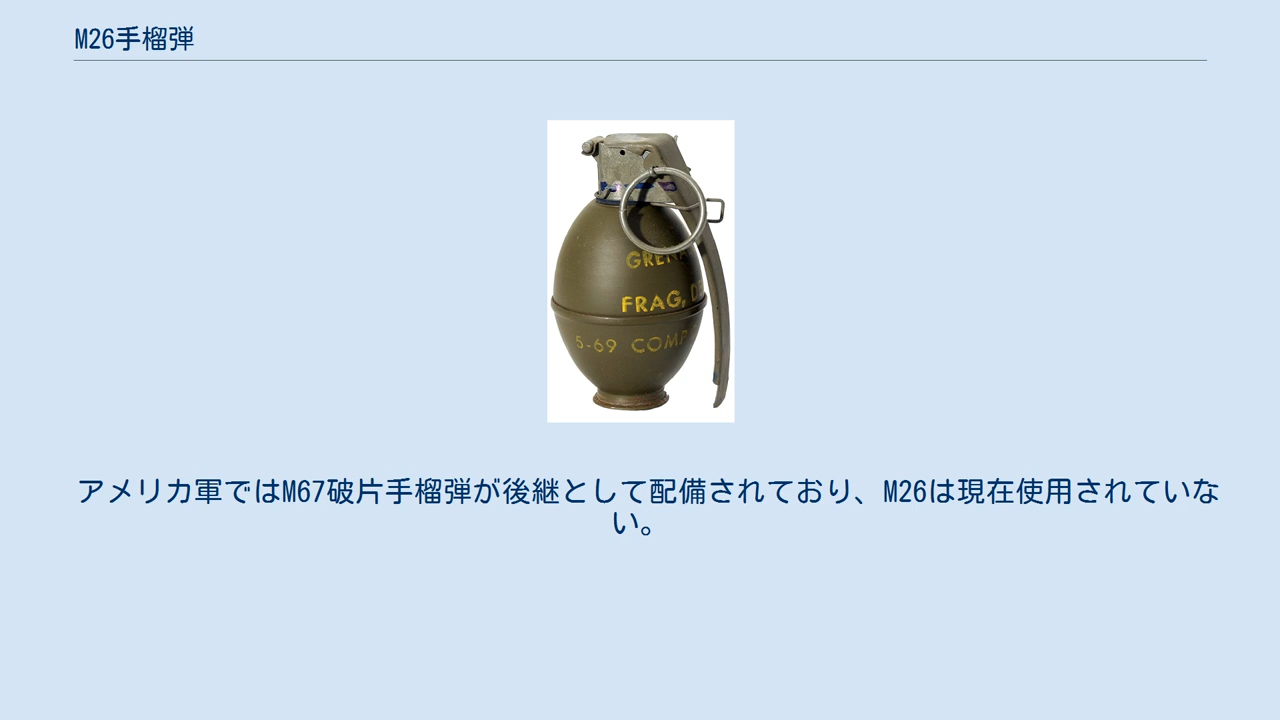 M26手榴弾
GREN
FRAG, D
5-69 COMP
アメリカ軍ではM67破片手榴弾が後継として配備されており、M26は現在使用されていな
い。